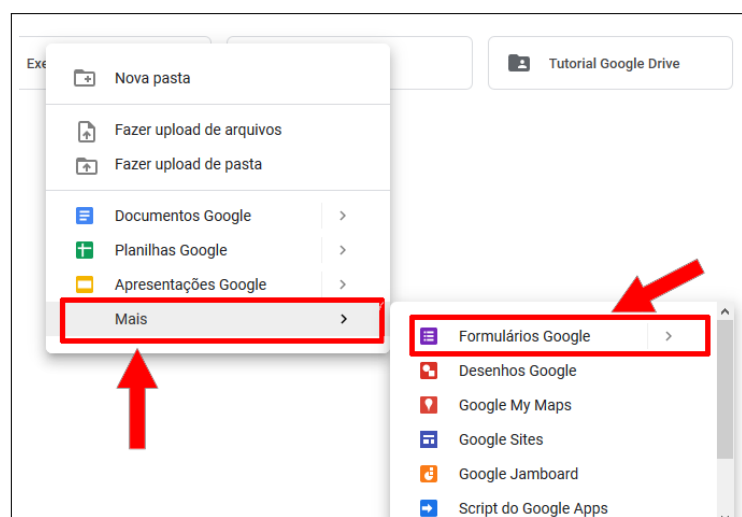 Exe
Tutorial Google Drive
Nova pasta
Fazer upload de arquivos
Fazer upload de pasta
Documentos Google
Planilhas Google
Apresentações Google
Mais
Formulários Google
Desenhos Google
Google My Maps
Google Sites
Google Jamboard
Script do Google Apps